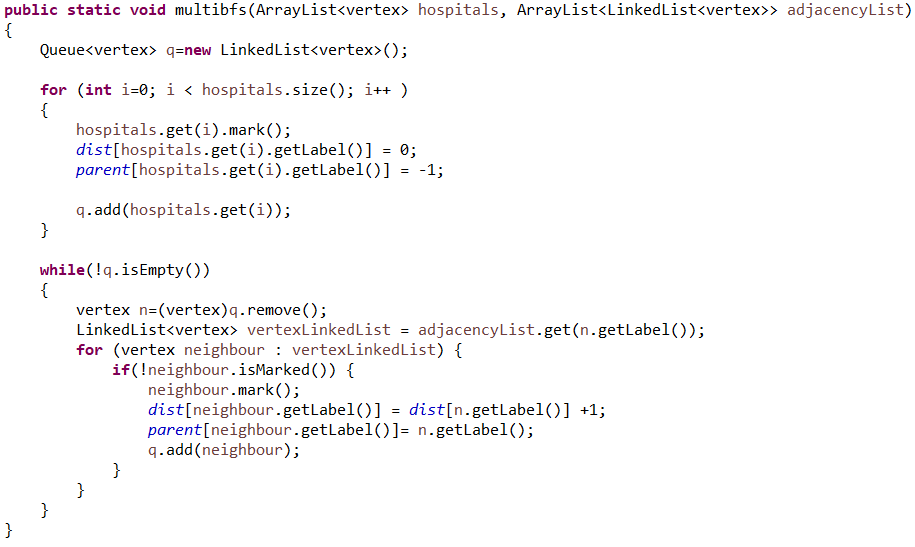 public static void multibfs(ArrayList<vertex> hospitals, ArrayList<LinkedList<vertex>> adjacencyList)
{
    Queue<vertex> q=new LinkedList<vertex>();

    for (int i=0; i < hospitals.size(); i++ )
    {
        hospitals.get(i).mark();
        dist[hospitals.get(i).getLabel()] = 0;
        parent[hospitals.get(i).getLabel()] = -1;

        q.add(hospitals.get(i));
    }

    while(!q.isEmpty())
    {
        vertex n=(vertex)q.remove();
        LinkedList<vertex> vertexLinkedList = adjacencyList.get(n.getLabel());
        for (vertex neighbour : vertexLinkedList) {
            if(!neighbour.isMarked()) {
                neighbour.mark();
                dist[neighbour.getLabel()] = dist[n.getLabel()] +1;
                parent[neighbour.getLabel()]= n.getLabel();
                q.add(neighbour);
            }
        }
    }
}